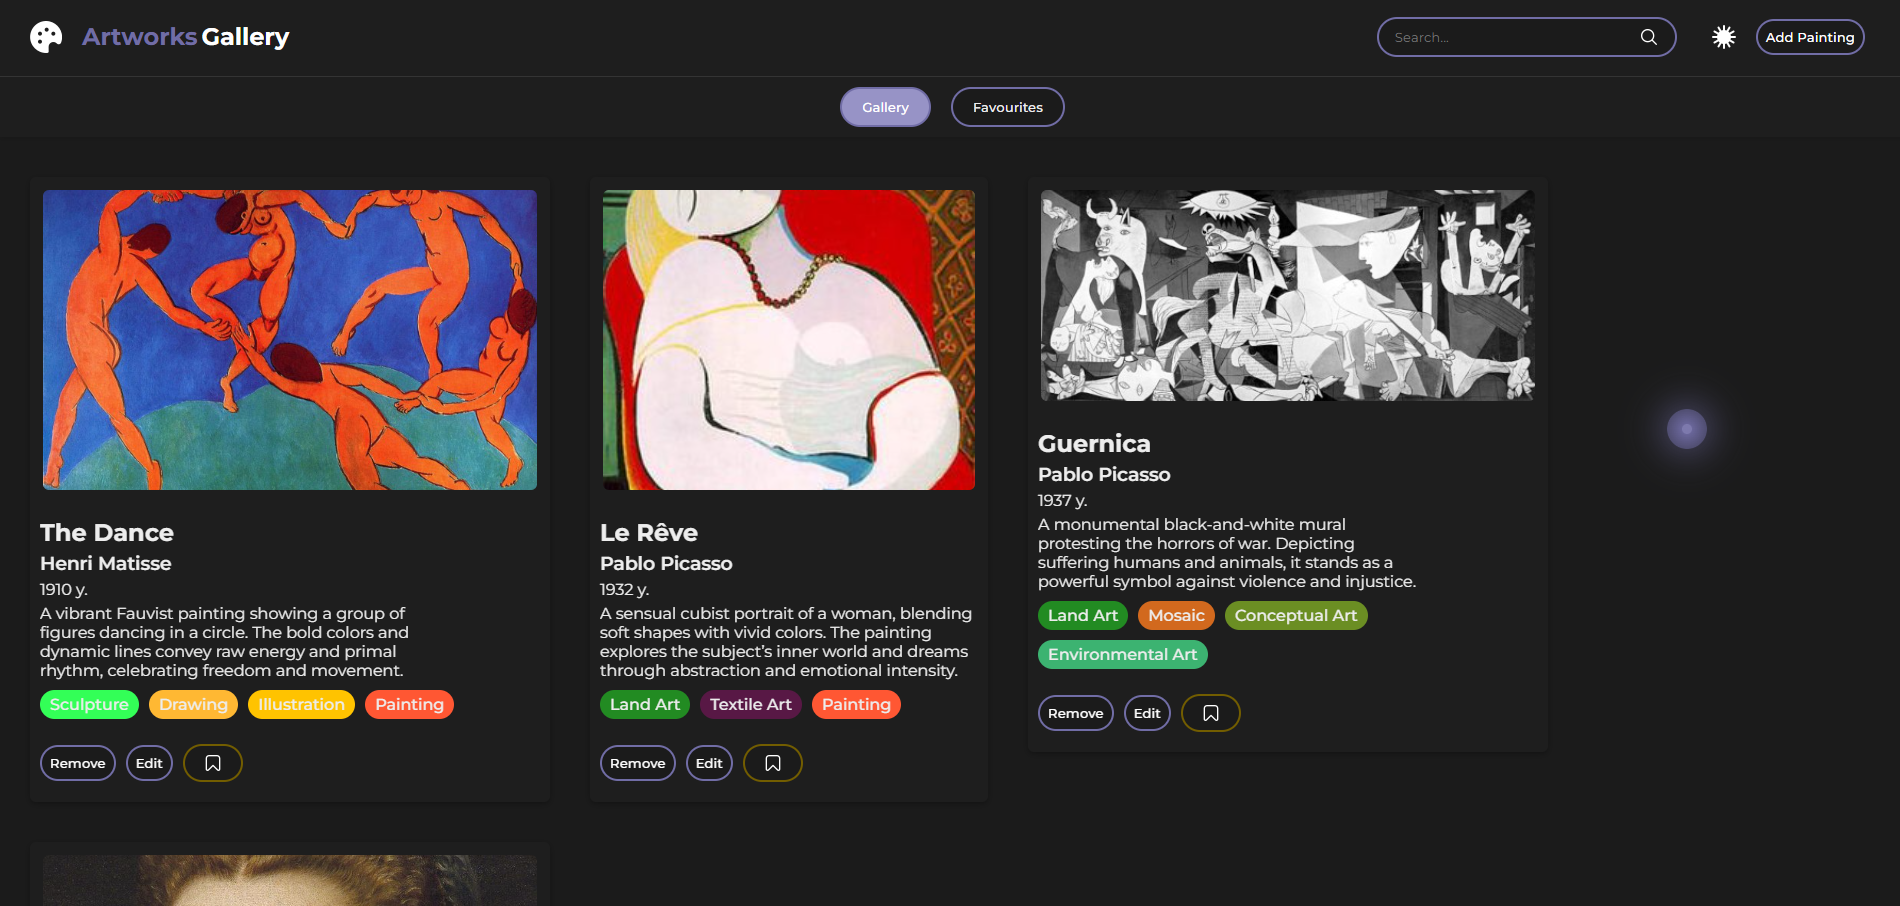 Artworks Gallery
Search...
Add Painting
Gallery
Favourites
The Dance
Henri Matisse
1910 y.
A vibrant Fauvist painting showing a group of
figures dancing in a circle. The bold colors and
dynamic lines convey raw energy and primal
rhythm, celebrating freedom and movement.
Sculpture
Drawing
Illustration
Painting
Remove
Edit
Le Rêve
Pablo Picasso
1932 y.
A sensual cubist portrait of a woman, blending
soft shapes with vivid colors. The painting
explores the subject’s inner world and dreams
through abstraction and emotional intensity.
Land Art
Textile Art
Painting
Remove
Edit
Guernica
Pablo Picasso
1937 y.
A monumental black-and-white mural
protesting the horrors of war. Depicting
suffering humans and animals, it stands as a
powerful symbol against violence and injustice.
Land Art
Mosaic
Conceptual Art
Environmental Art
Remove
Edit